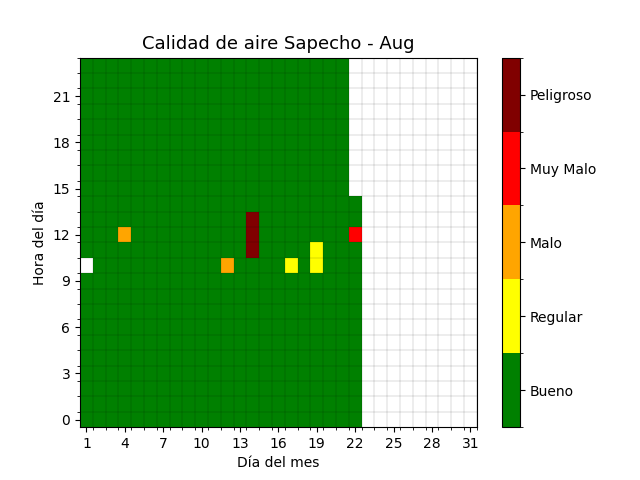 Calidad de aire Sapecho - Aug
Hora del día
21
18
15
12
9
6
3
0
1 4 7 10 13 16 19 22 25 28 31
Día del mes
Peligroso
Muy Malo
Malo
Regular
Bueno